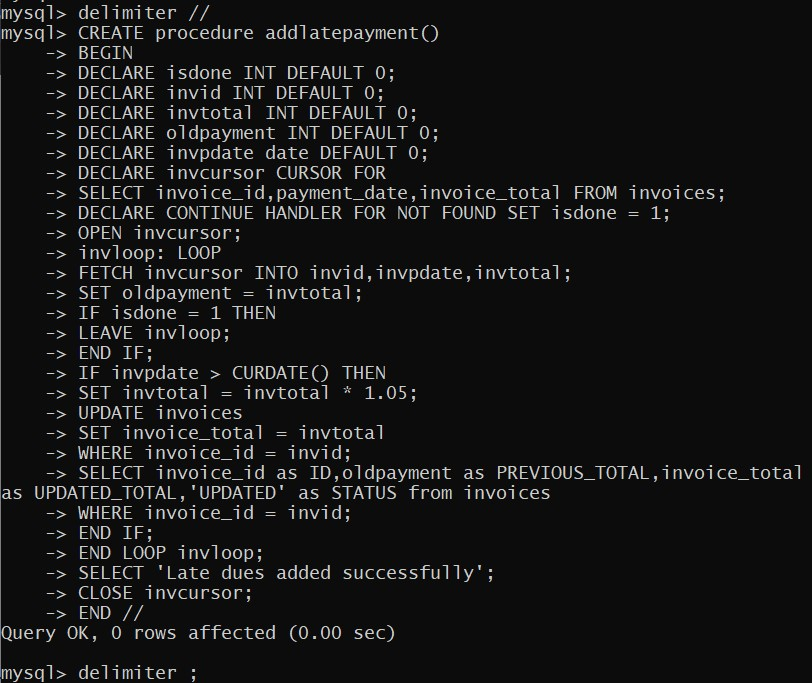 mysql> delimiter //
mysql> CREATE procedure addlatepayment()
    -> BEGIN
    -> DECLARE isdone INT DEFAULT 0;
    -> DECLARE invid INT DEFAULT 0;
    -> DECLARE invtotal INT DEFAULT 0;
    -> DECLARE oldpayment INT DEFAULT 0;
    -> DECLARE invpdate date DEFAULT 0;
    -> DECLARE invcursor CURSOR FOR
    -> SELECT invoice_id,payment_date,invoice_total FROM invoices;
    -> DECLARE CONTINUE HANDLER FOR NOT FOUND SET isdone = 1;
    -> OPEN invcursor;
    -> invloop: LOOP
    -> FETCH invcursor INTO invid,invpdate,invtotal;
    -> SET oldpayment = invtotal;
    -> IF isdone = 1 THEN
    -> LEAVE invloop;
    -> END IF;
    -> IF invpdate > CURDATE() THEN
    -> SET invtotal = invtotal * 1.05;
    -> UPDATE invoices
    -> SET invoice_total = invtotal
    -> WHERE invoice_id = invid;
    -> SELECT invoice_id as ID,oldpayment as PREVIOUS_TOTAL,invoice_total
as UPDATED_TOTAL,'UPDATED' as STATUS from invoices
    -> WHERE invoice_id = invid;
    -> END IF;
    -> END LOOP invloop;
    -> SELECT 'Late dues added successfully';
    -> CLOSE invcursor;
    -> END //
Query OK, 0 rows affected (0.00 sec)

mysql> delimiter ;